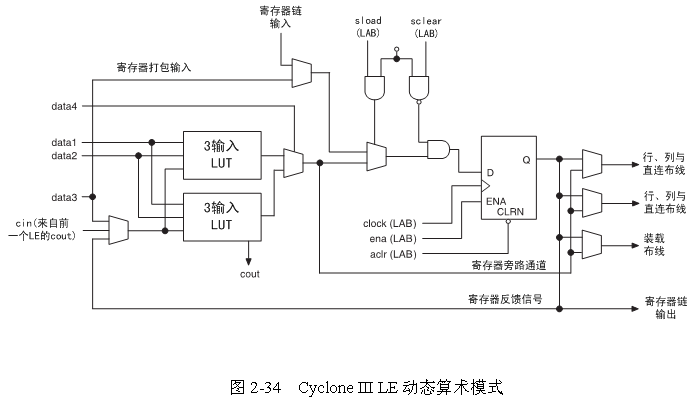 寄存器链
输入
sload
(LAB)
sclear
(LAB)
寄存器打包输入
data4
data1
data2
3输入
LUT
data3
3输入
LUT
cin(来自前
一个LE的cout)
cout
D
Q
ENA
CLRN
clock (LAB)
ena (LAB)
aclr (LAB)
行、列与
直连布线
行、列与
直连布线
装载
布线
寄存器旁路通道
寄存器反馈信号
寄存器链
输出
图 2-34 Cyclone III LE 动态算术模式